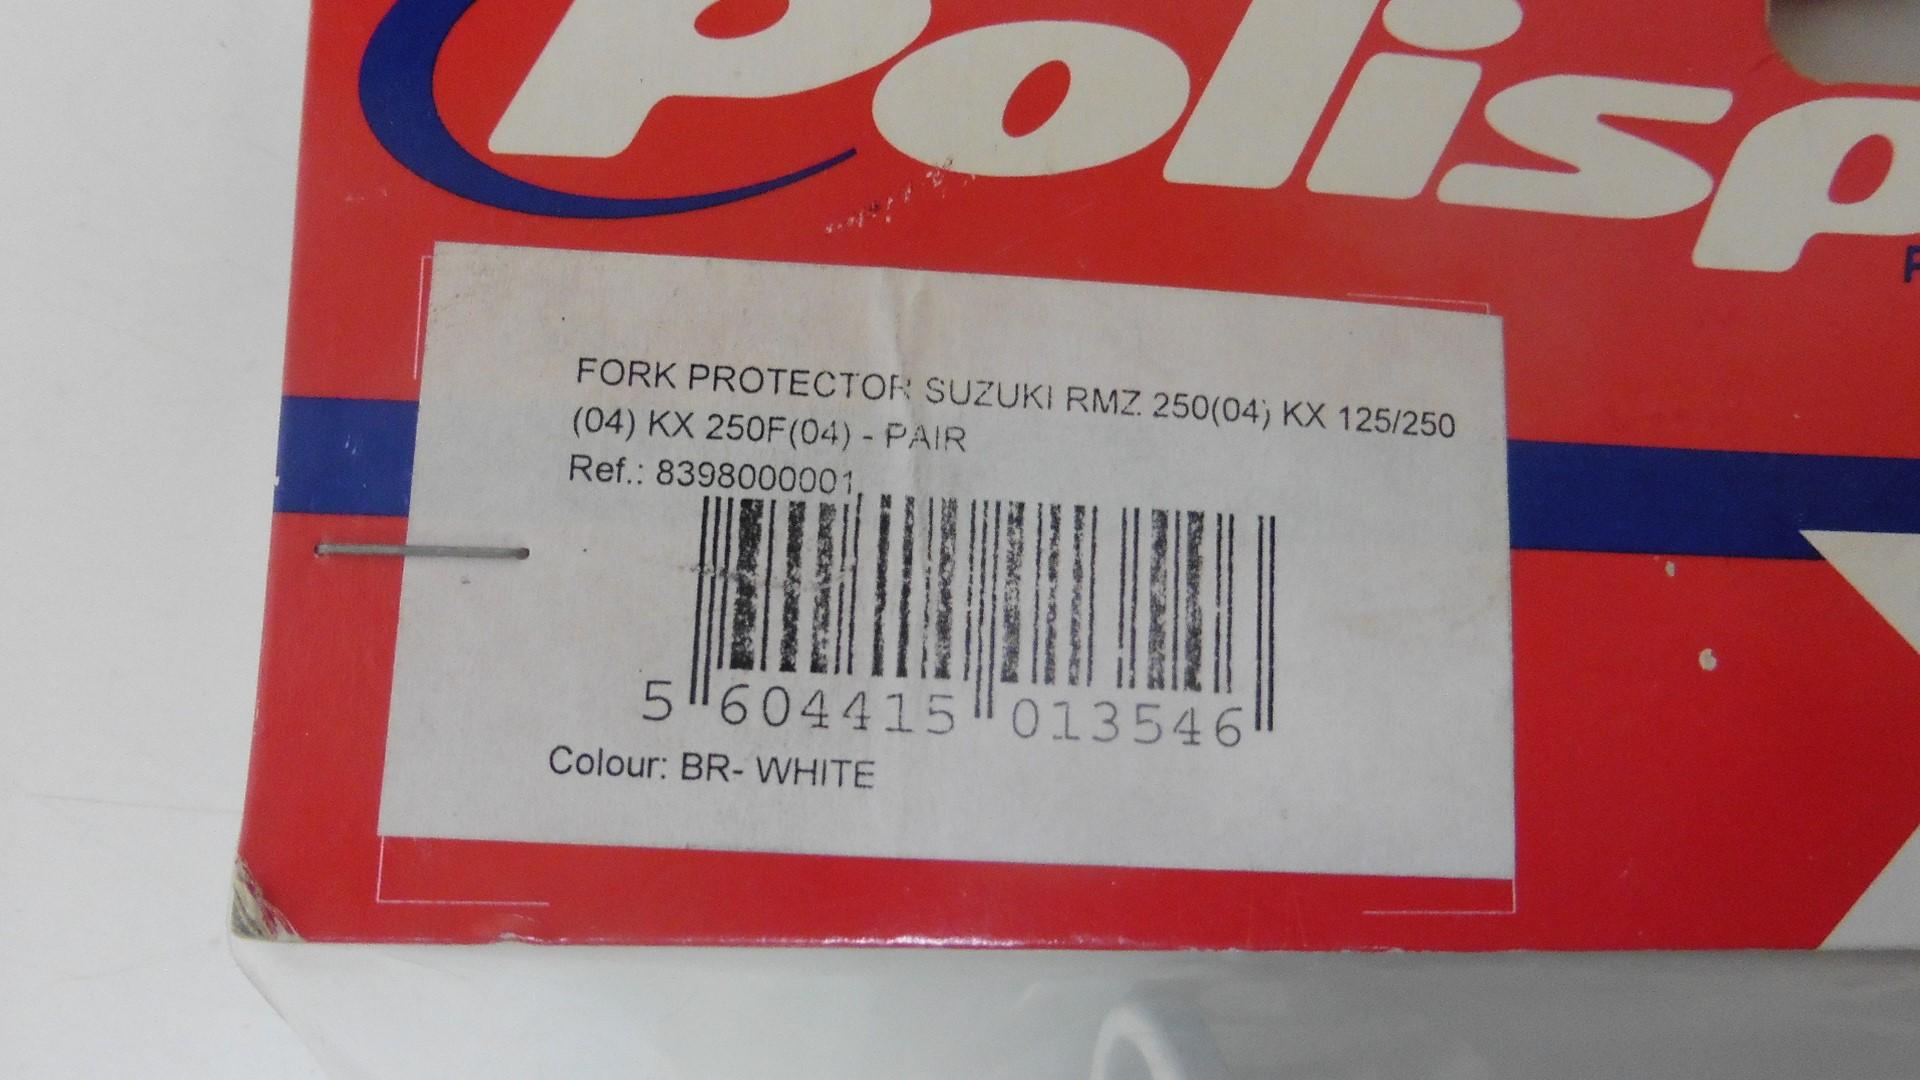 Polisp
FORK PROTECTOR SUZUKI RMZ 250(04) KX 125/250
(04) KX 250F(04) - PAIR
Ref.: 8398000001
5 604415 013546
Colour: BR- WHITE